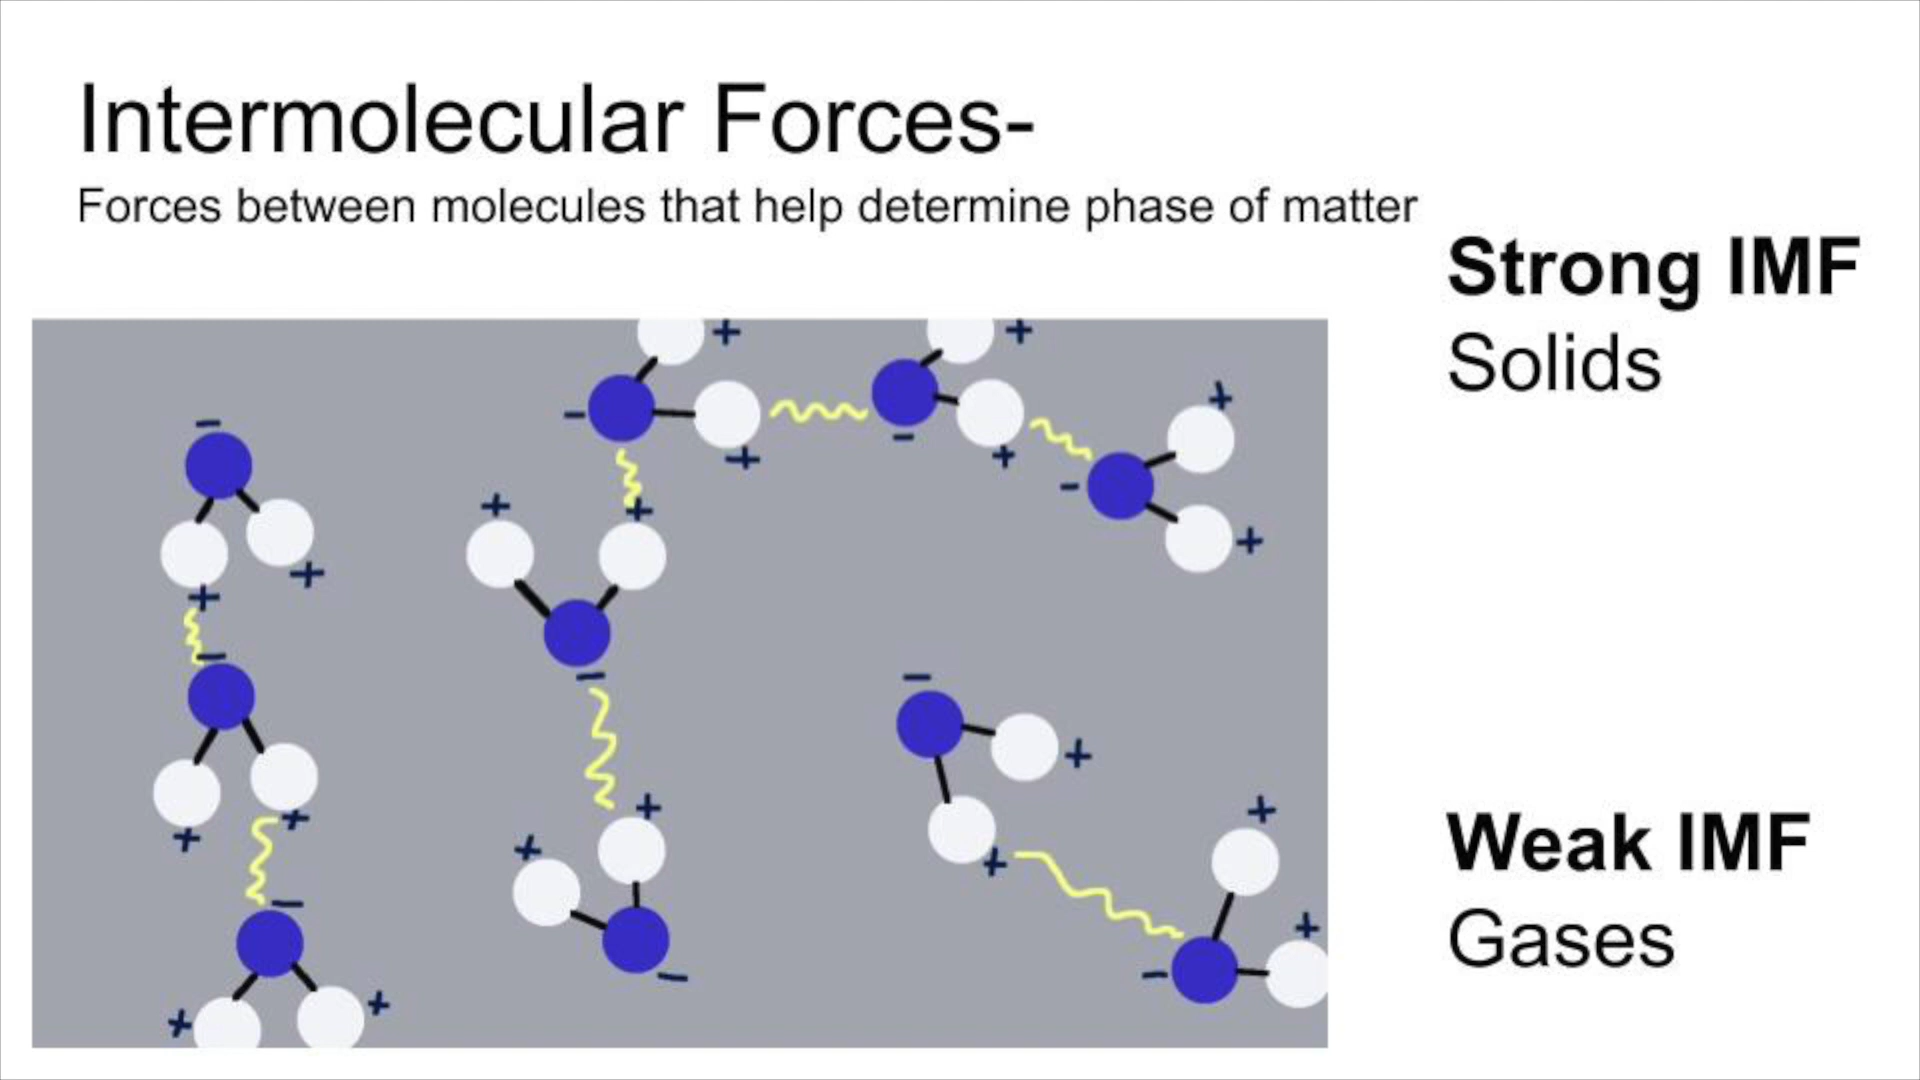 Intermolecular Forces-
Forces between molecules that help determine phase of matter
Strong IMF
Solids
Weak IMF
Gases